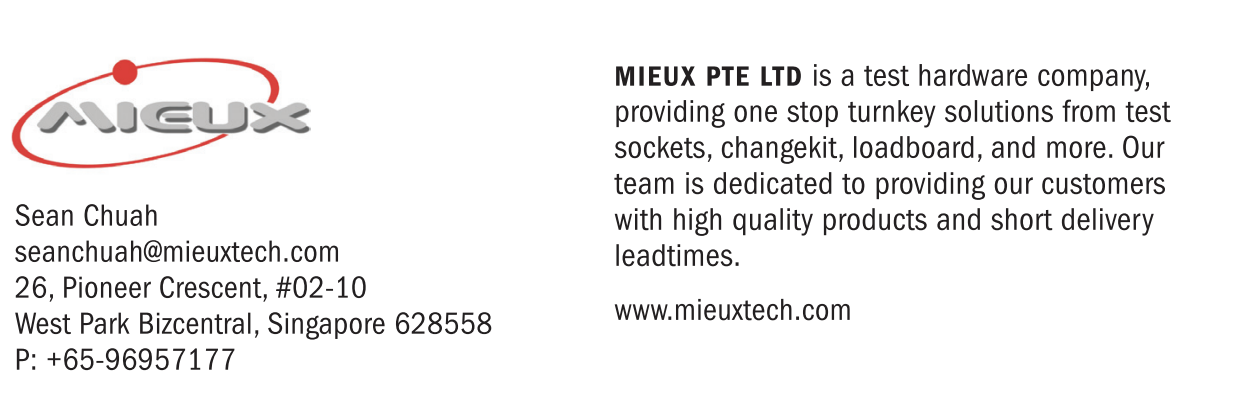 MIEUX
Sean Chuah
seanchuah@mieuxtech.com
26, Pioneer Crescent, #02-10
West Park Bizcentral, Singapore 628558
P: +65-96957177
MIEUX PTE LTD is a test hardware company,
providing one stop turnkey solutions from test
sockets, changekit, loadboard, and more. Our
team is dedicated to providing our customers
with high quality products and short delivery
leadtimes.
www.mieuxtech.com